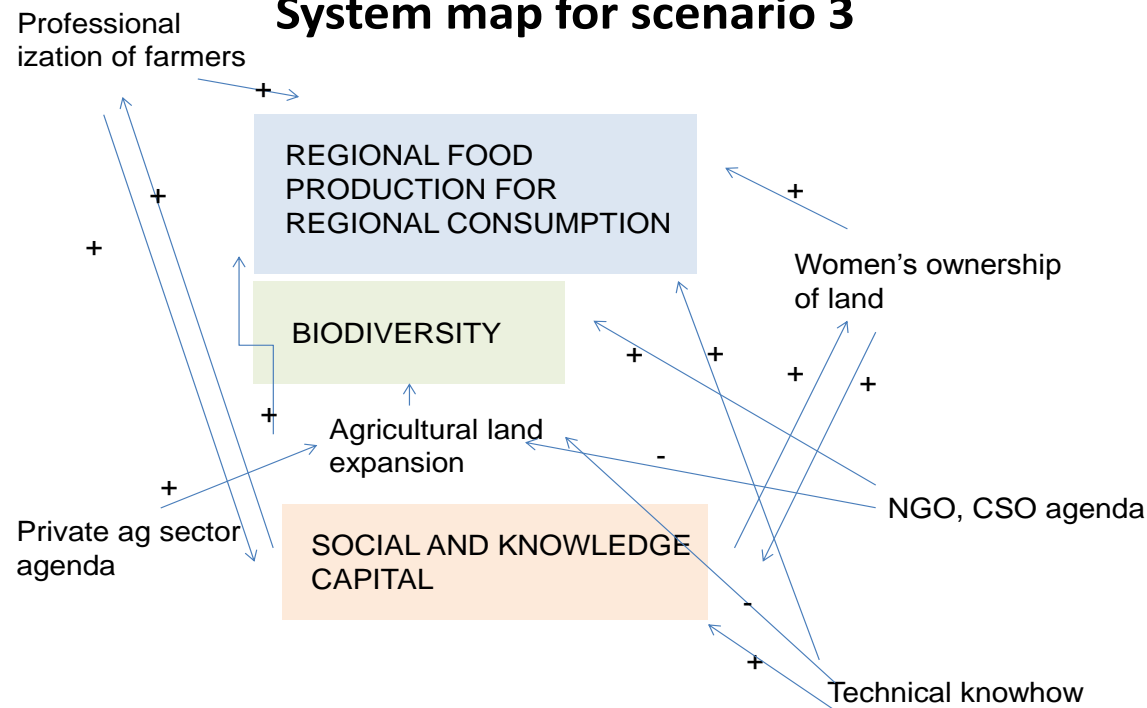 System map for scenario 3
Professional
ization of farmers
+
REGIONAL FOOD
PRODUCTION FOR
REGIONAL CONSUMPTION
+
+
+
Women's ownership
of land
BIODIVERSITY
+
+
+
+
+
Agricultural land
expansion
-
+
NGO, CSO agenda
Private ag sector
agenda
SOCIAL AND KNOWLEDGE
CAPITAL
-
+
Technical knowhow